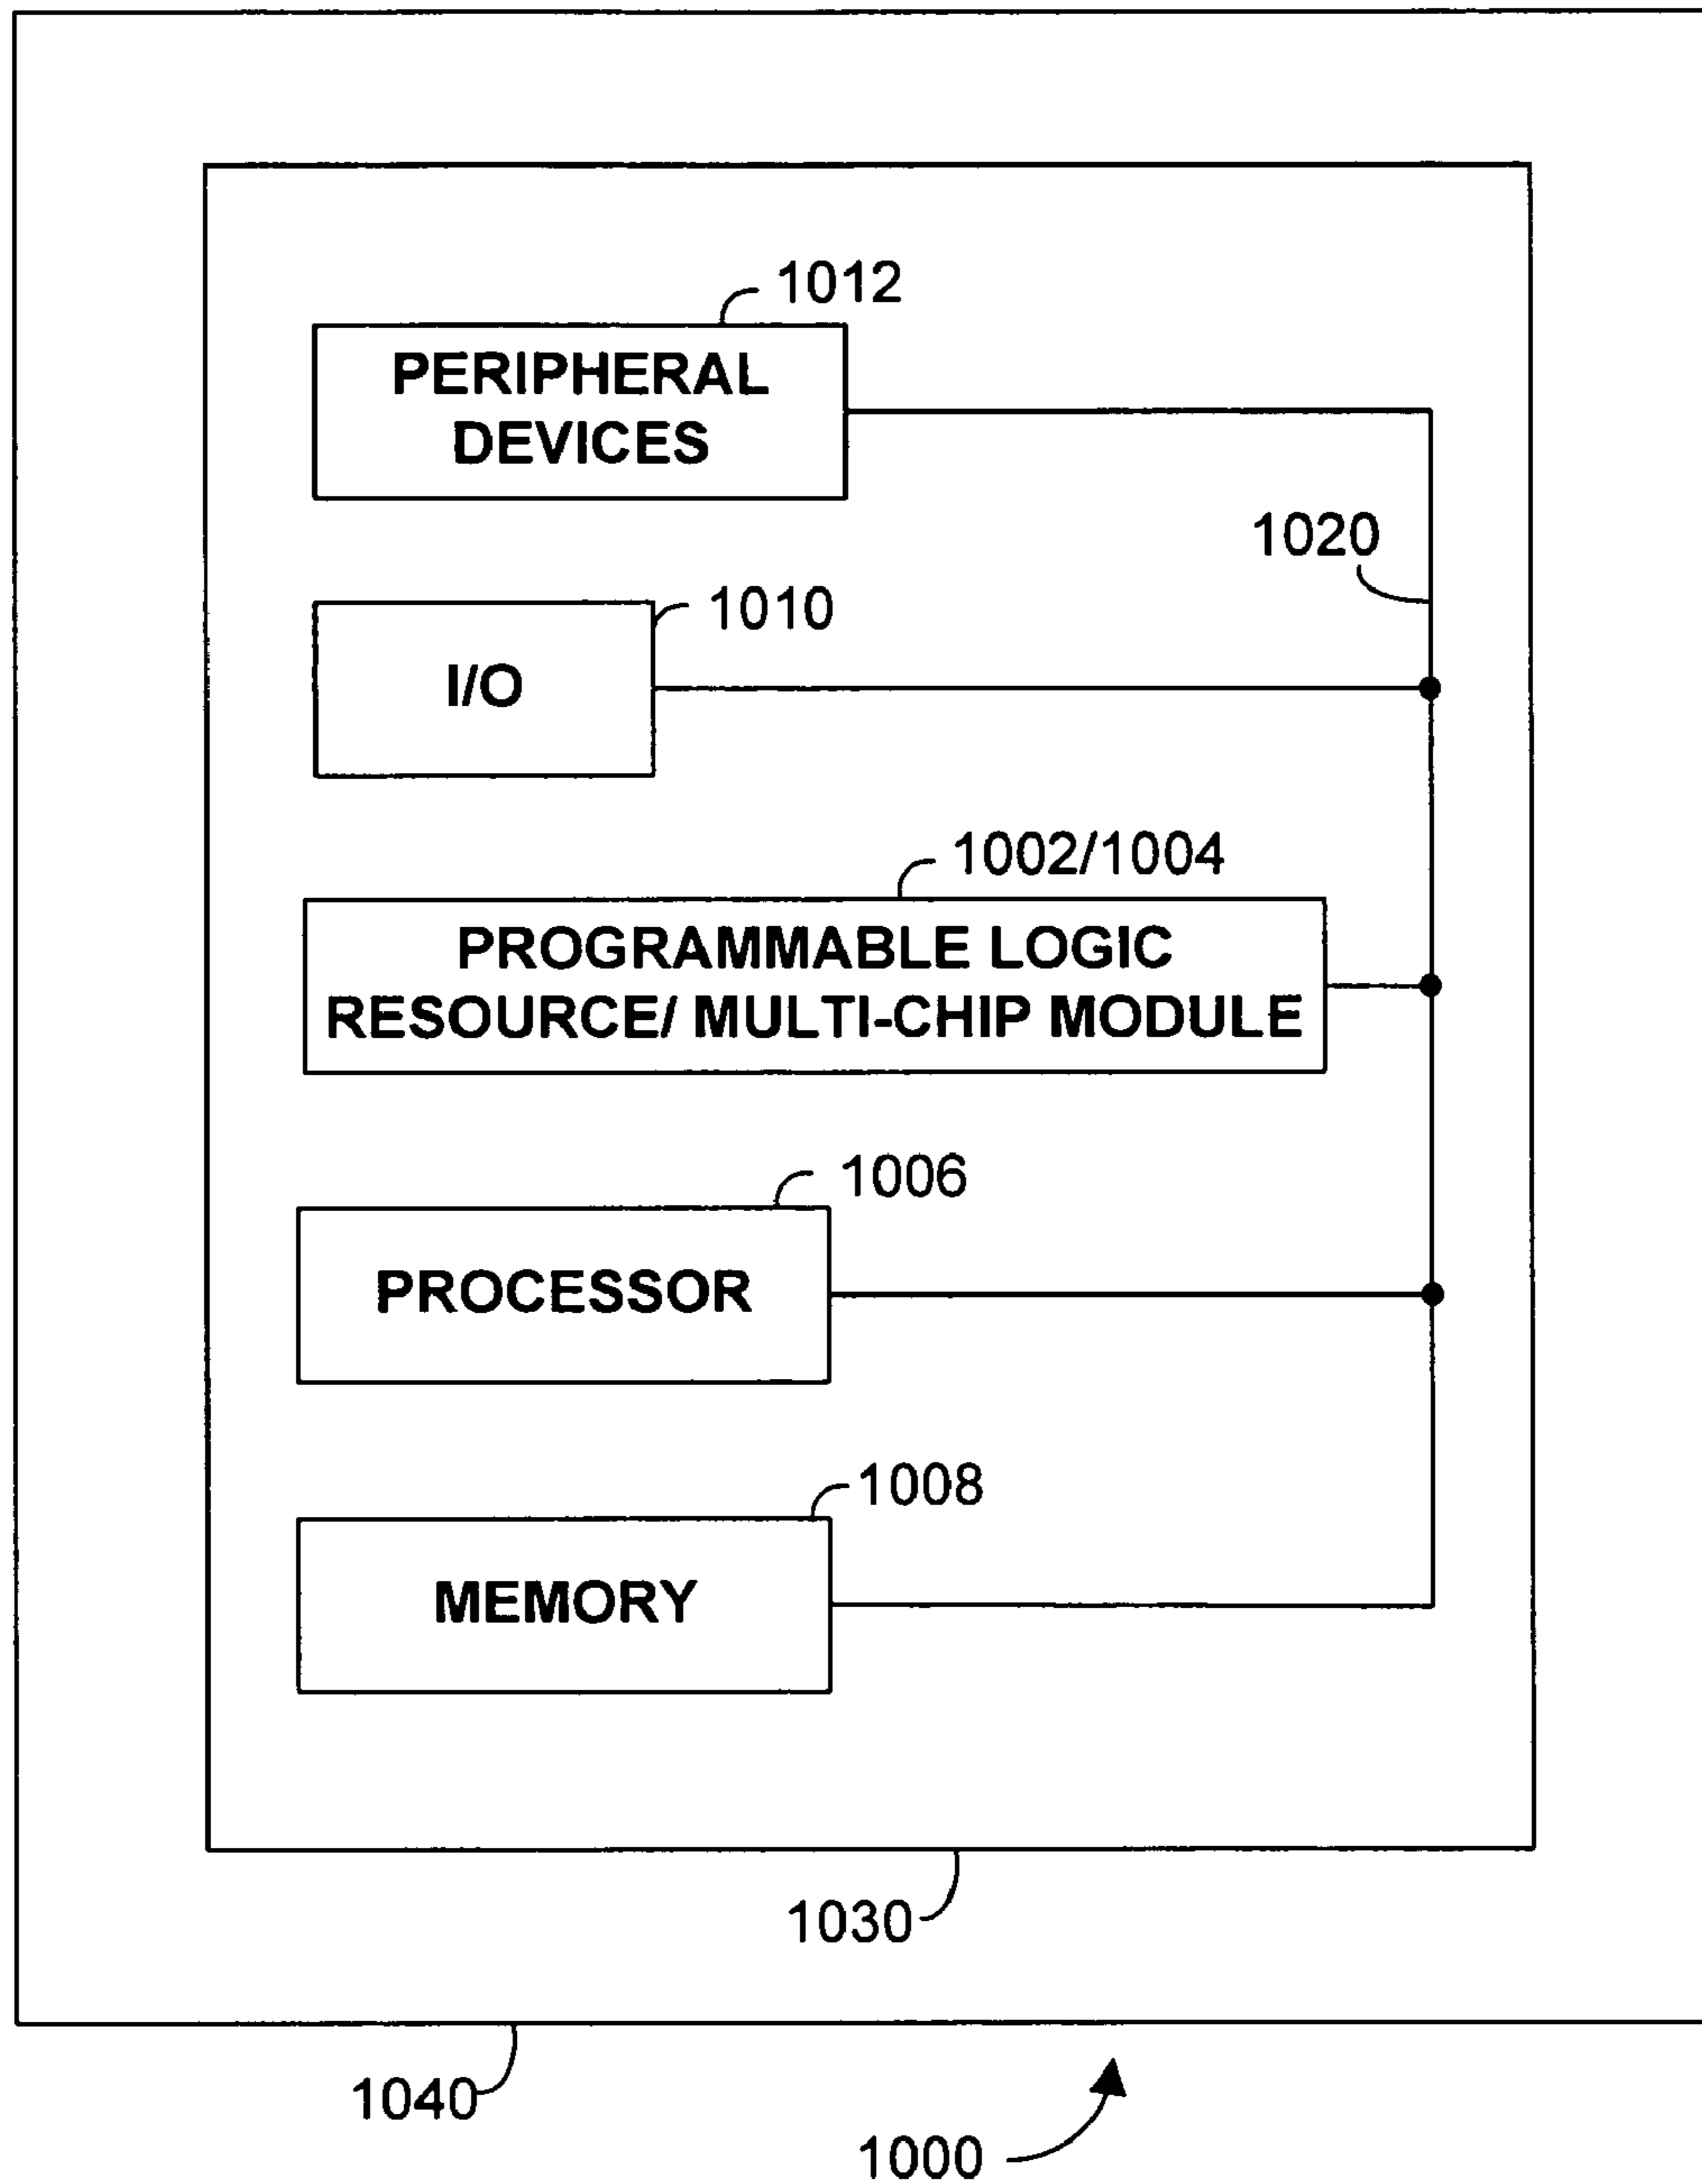 1012
PERIPHERAL
DEVICES
1020
1010
I/O
1002/1004
PROGRAMMABLE LOGIC
RESOURCE/ MULTI-CHIP MODULE
1006
PROCESSOR
1008
MEMORY
1030
1040
1000